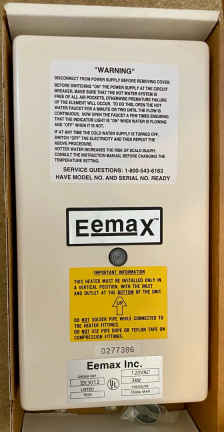 "WARNING"
DISCONNECT FROM POWER SUPPLY BEFORE REMOVING COVER.
BEFORE SWITCHING "ON" THE POWER SUPPLY AT THE CIRCUIT
BREAKER, MAKE SURE THAT THE HOT WATER SYSTEM IS
FREE OF ALL AIR POCKETS, OTHERWISE PREMATURE FAILURE
OF THE ELEMENT WILL OCCUR. TO DO THIS, OPEN THE HOT
WATER FAUCET FOR A MINUTE OR TWO UNTIL THE FLOW IS
CONTINUOUS. NOW OPEN THE FAUCET A FEW TIMES ENSURING
THAT THE INDICATOR LIGHT IS "ON" WHEN WATER IS FLOWING
AND "OFF" WHEN IT IS NOT.
IF AT ANY TIME THE COLD WATER SUPPLY IS TURNED OFF,
SWITCH "OFF" THE ELECTRICITY AND THEN REPEAT THE
ABOVE PROCEDURE.
HOTTER WATER INCREASES THE RISK OF SCALD INJURY.
CONSULT THE INSTRUCTION MANUAL BEFORE CHANGING THE
TEMPERATURE SETTING.
SERVICE QUESTIONS: 1-800-543-6163
HAVE MODEL NO. AND SERIAL NO. READY
Eemax™
IMPORTANT INFORMATION
THIS HEATER MUST BE INSTALLED ONLY IN
A VERTICAL POSITION, WITH THE INLET
AND OUTLET AT THE BOTTOM OF THE UNIT.
UP
DO NOT SOLDER PIPE WHILE CONNECTED TO
THE HEATER FITTINGS.
DO NOT USE PIPE DOPE OR TEFLON TAPE ON
COMPRESSION FITTINGS.
0277386
Eemax Inc.
120VAC
LISTED
UL
PRESSURE